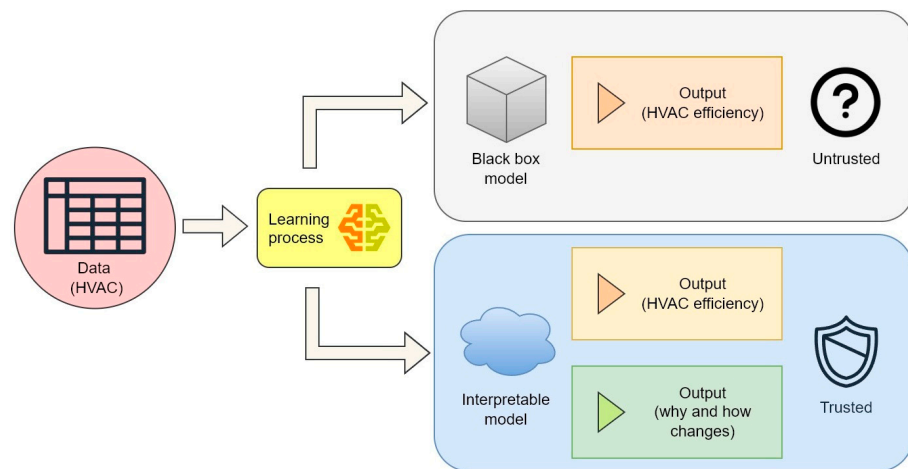 Data
(HVAC)
Learning
process
Black box
model
Output
(HVAC efficiency)
?
Untrusted
Interpretable
model
Output
(HVAC efficiency)
Output
(why and how
changes)
Trusted